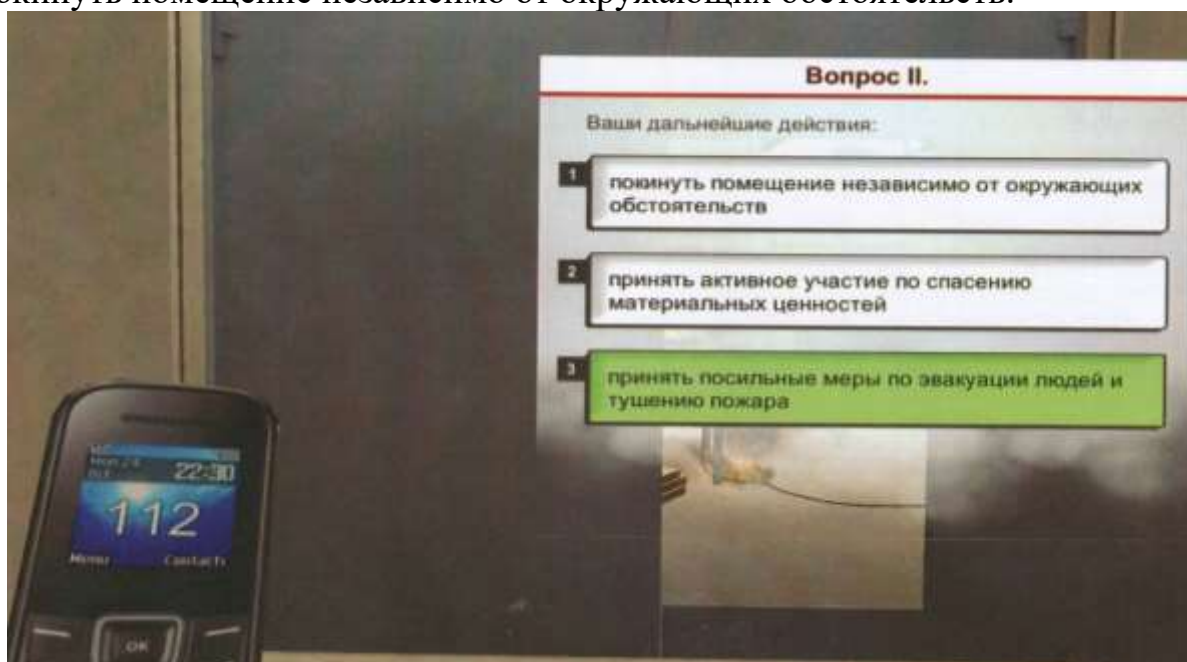 окинуть помещение независимо от окружающих обстоятельств.
Вопрос II.
Ваши дальнейшие действия:
1
покинуть помещение независимо от окружающих
обстоятельств
2
принять активное участие по спасению
материальных ценностей
3
принять посильные меры по эвакуации людей и
тушению пожара
22:30
112
Menu
Contacts
OK